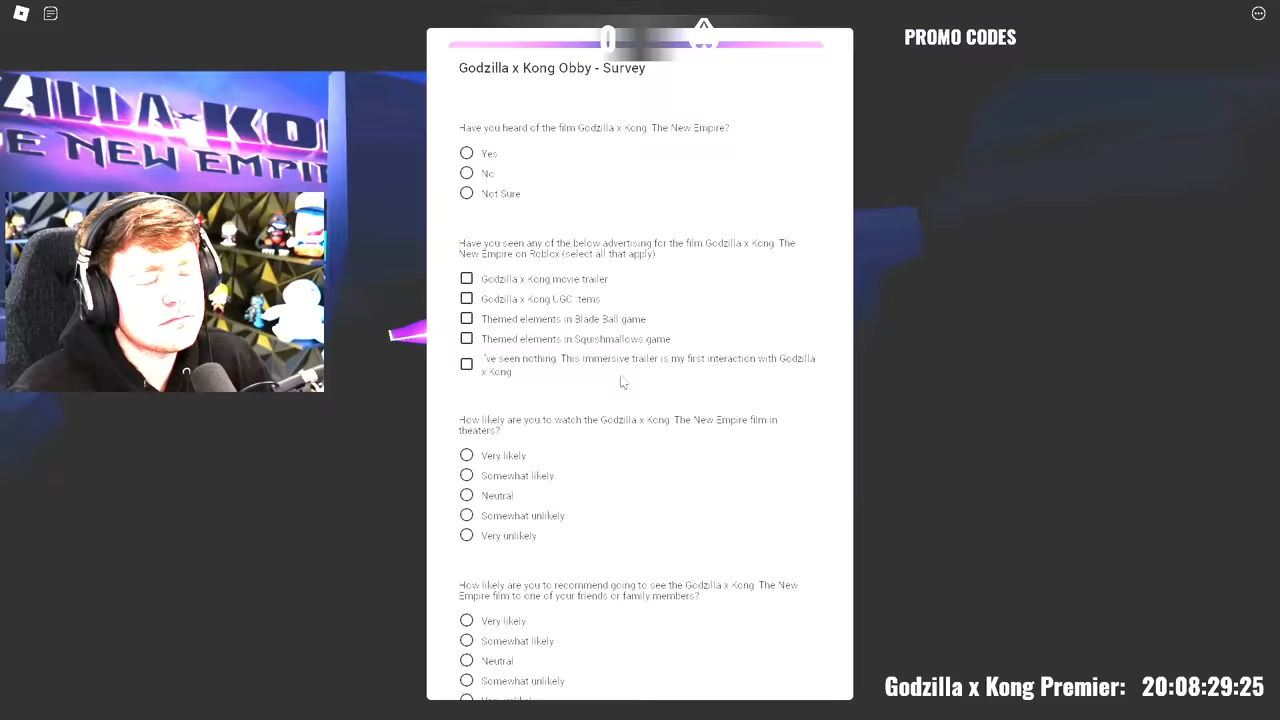 0
PROMO CODES
ZILLA x KO
E NEW EMPI
Godzilla x Kong Obby - Survey
Have you heard of the film Godzilla x Kong: The New Empire?
Yes
No
Not Sure
Have you seen any of the below advertising for the film Godzilla x Kong: The
New Empire on Roblox (select all that apply)
Godzilla x Kong movie trailer
Godzilla x Kong UGC items
Themed elements in Blade Ball game
Themed elements in Squishmallows game
I've seen nothing. This immersive trailer is my first interaction with Godzilla
x Kong
How likely are you to watch the Godzilla x Kong: The New Empire film in
theaters?
Very likely
Somewhat likely
Neutral
Somewhat unlikely
Very unlikely
How likely are you to recommend going to see the Godzilla x Kong: The New
Empire film to one of your friends or family members?
Very likely
Somewhat likely
Neutral
Somewhat unlikely
Very unlikely
Godzilla x Kong Premier: 20:08:29:25